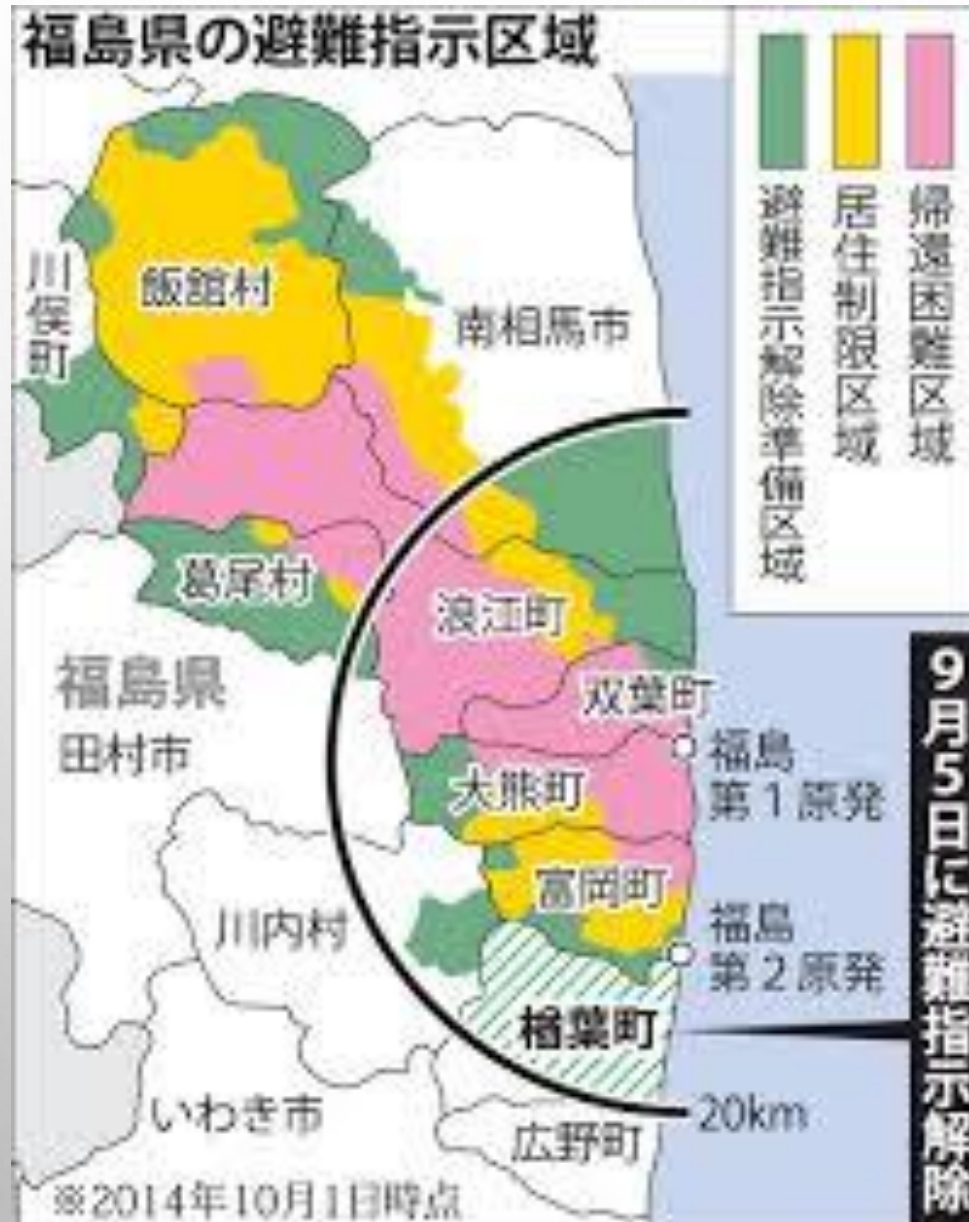 福島県の避難指示区域
帰還困難区域
居住制限区域
避難指示解除準備区域
川俣町
飯舘村
南相馬市
葛尾村
浪江町
福島県
田村市
双葉町
福島
第1原発
大熊町
富岡町
川内村
福島
第2原発
楢葉町
9月5日に避難指示解除
いわき市
20km
広野町
※2014年10月1日時点